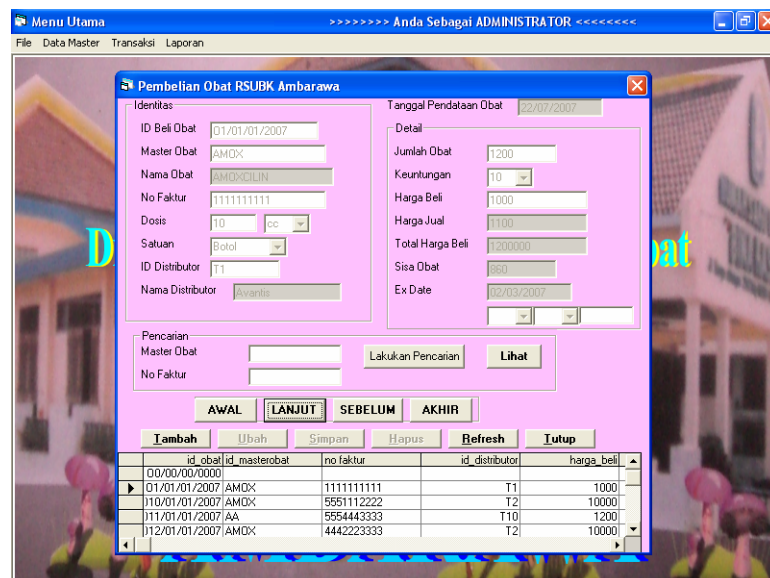 Menu Utama >>>>>>>> Anda Sebagai ADMINISTRATOR <<<<<<<<
File Data Master Transaksi Laporan
Pembelian Obat RSUBK Ambarawa
Identitas
ID Beli Obat 01/01/01/2007
Master Obat AMOX
Nama Obat AMOXCILIN
No Faktur 1111111111
Dosis 10 cc
Satuan Botol
ID Distributor T1
Nama Distributor Avantis
Tanggal Pendataan Obat 22/07/2007
Detail
Jumlah Obat 1200
Keuntungan 10
Harga Beli 1000
Harga Jual 1100
Total Harga Beli 1200000
Sisa Obat 860
Ex Date 02/03/2007
Pencarian
Master Obat
No Faktur
Lakukan Pencarian Lihat
AWAL LANJUT SEBELUM AKHIR
Tambah Ubah Simpan Hapus Refresh Tutup
id_obat id_masterobat no faktur id_distributor harga_beli
00/00/00/0000
01/01/01/2007 AMOX 1111111111 T1 1000
)10/01/01/2007 AMOX 5551112222 T2 10000
)11/01/01/2007 AA 5554443333 T10 1200
)12/01/01/2007 AMOX 4442223333 T2 10000